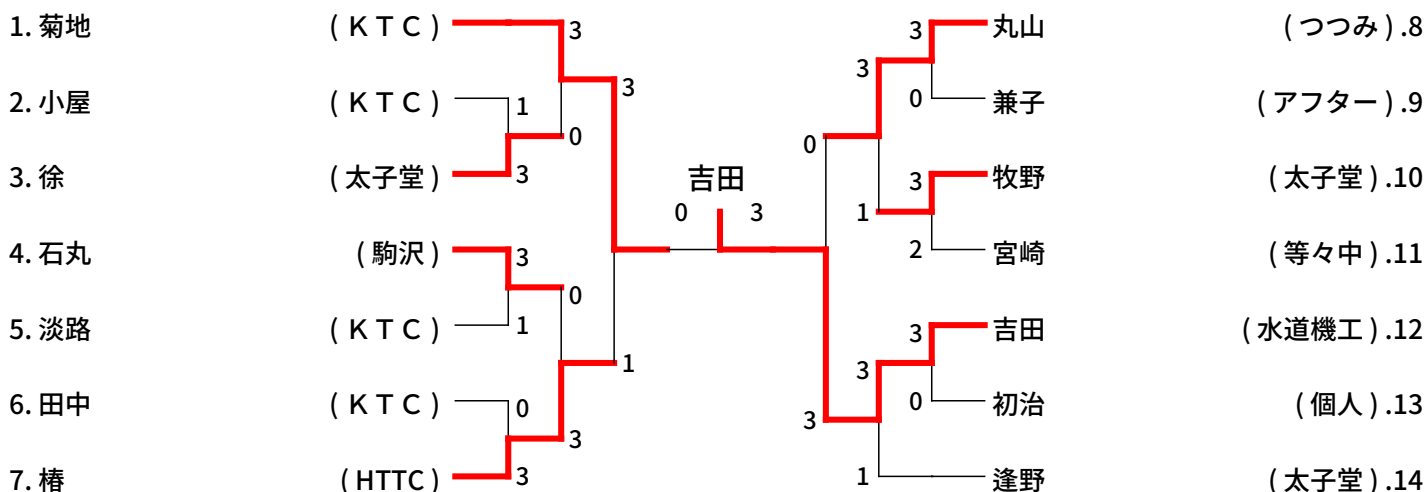 1. 菊地 (ＫＴＣ) 3 3 丸山 (つつみ).8
3 3
2. 小屋 (ＫＴＣ) 1 0 兼子 (アフター).9
0 0
3. 徐 (太子堂) 3 吉田 3 牧野 (太子堂).10
0 3 1
4. 石丸 (駒沢) 3 2 宮崎 (等々中).11
0
5. 淡路 (ＫＴＣ) 1 3 吉田 (水道機工).12
1 3
6. 田中 (ＫＴＣ) 0 0 初治 (個人).13
3 3
7. 椿 (HTTC) 3 1 逢野 (太子堂).14